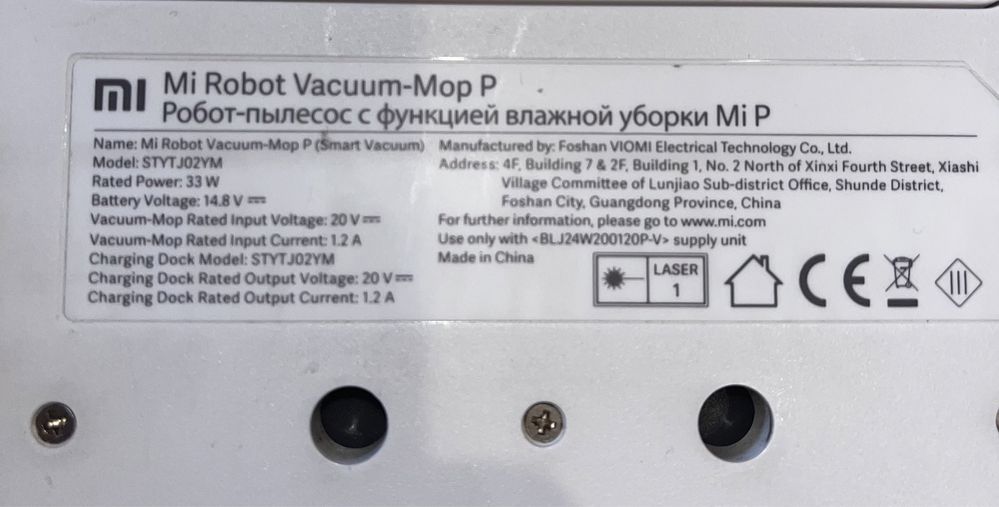 mi Mi Robot Vacuum-Mop P
Робот-пылесос с функцией влажной уборки Mi P
Name: Mi Robot Vacuum-Mop P (Smart Vacuum)
Model: STYTJ02YM
Rated Power: 33 W
Battery Voltage: 14.8 V
Vacuum-Mop Rated Input Voltage: 20 V
Vacuum-Mop Rated Input Current: 1.2 A
Charging Dock Model: STYTJ02YM
Charging Dock Rated Output Voltage: 20 V
Charging Dock Rated Output Current: 1.2 A
Manufactured by: Foshan VIOMI Electrical Technology Co., Ltd.
Address: 4F, Building 7 & 2F, Building 1, No. 2 North of Xinxi Fourth Street, Xiashi
Village Committee of Lunjiao Sub-district Office, Shunde District,
Foshan City, Guangdong Province, China
For further information, please go to www.mi.com
Use only with <BLJ24W200120P-V> supply unit
Made in China
LASER
1
CE
III